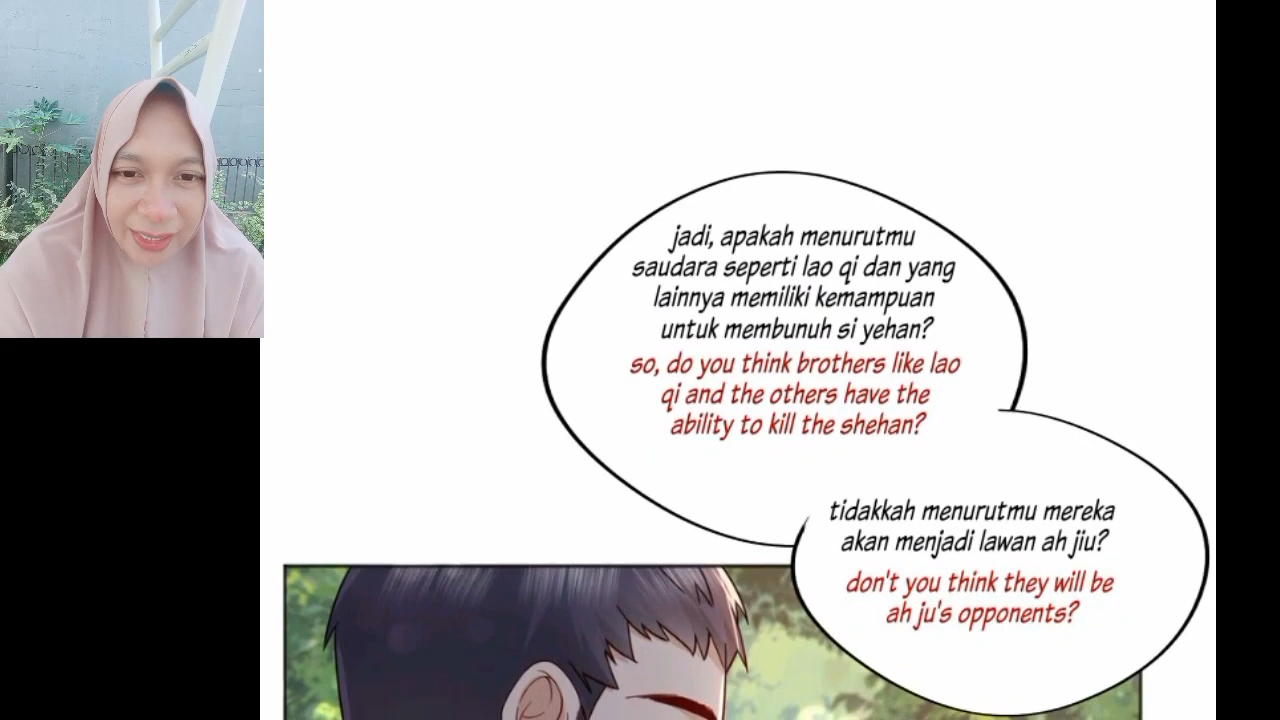 jadi, apakah menurutmu
saudara seperti lao qi dan yang
lainnya memiliki kemampuan
untuk membunuh si yehan?
so, do you think brothers like lao
qi and the others have the
ability to kill the shehan?
tidakkah menurutmu mereka
akan menjadi lawan ah jiu?
don't you think they will be
ah ju's opponents?